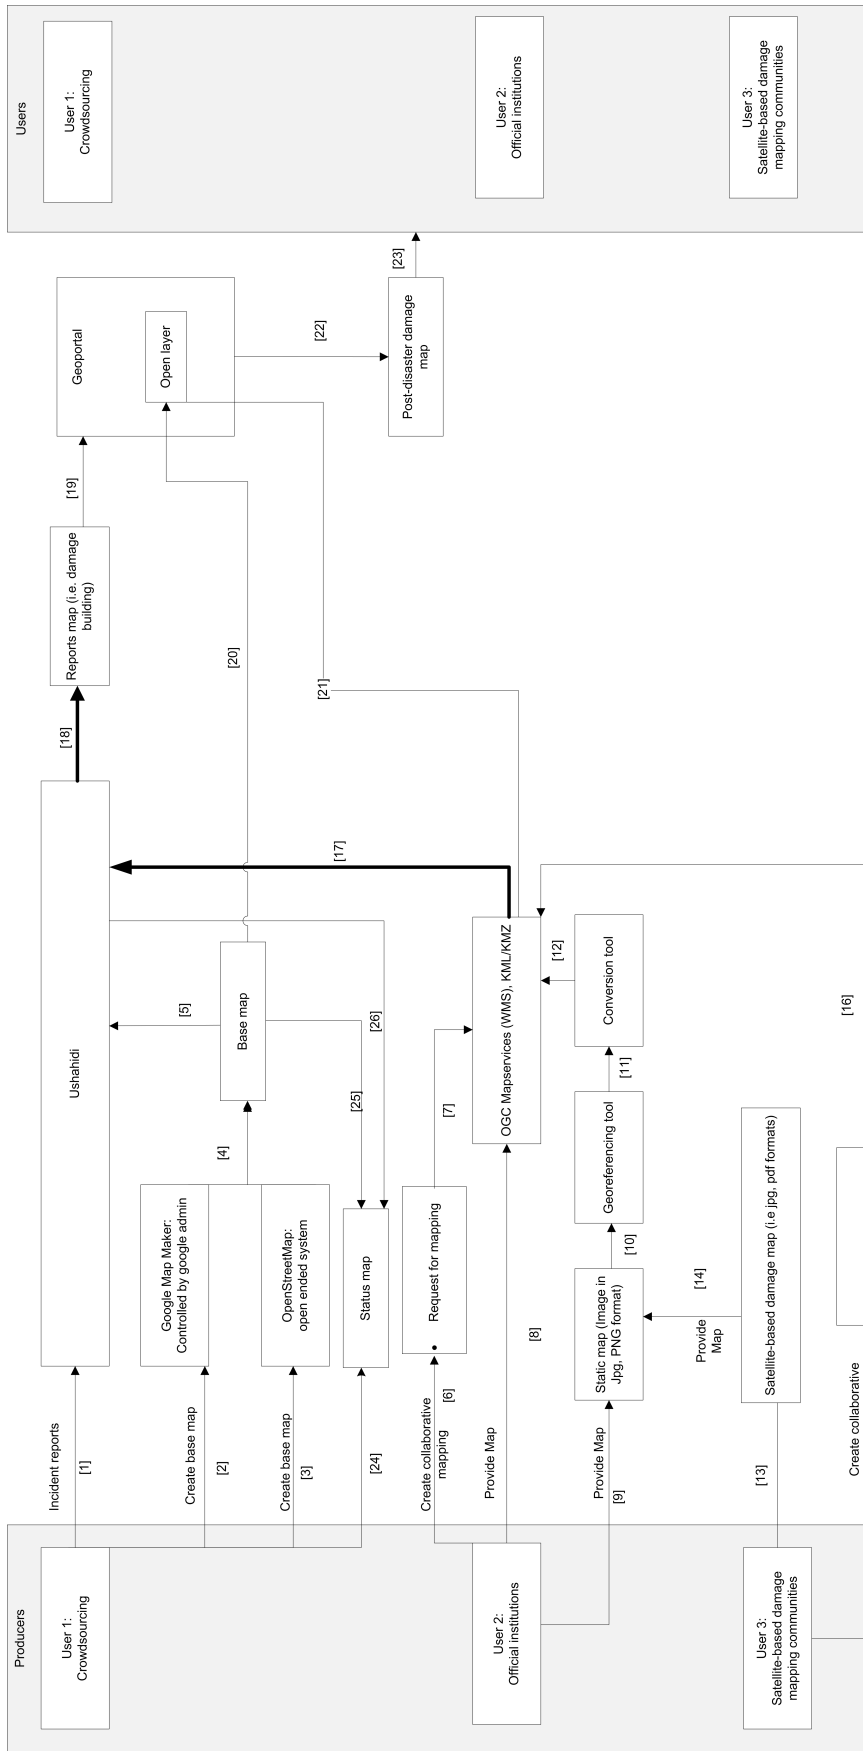 Producers
User 1:
Crowdsourcing
User 2:
Official institutions
User 3:
Satellite-based damage
mapping communities
Incident reports
[1]
Create base map
[2]
Create base map
[3]
[24]
Create collaborative
mapping
[6]
Provide Map
[8]
Provide Map
[9]
[13]
Create collaborative
Ushahidi
Google Map Maker:
Controlled by google admin
OpenStreetMap:
open ended system
Status map
• Request for mapping
Static map (Image in
Jpg, PNG format)
Provide
Map
[14]
Satellite-based damage map (i.e jpg, pdf formats)
[4]
[10]
Georeferencing tool
[11]
Conversion tool
[12]
[7]
[25]
[26]
[5]
Base map
OGC Mapservices (WMS), KML/KMZ
[16]
[17]
[18]
[20]
[21]
Reports map (i.e. damage
building)
[19]
Geoportal
Open layer
[22]
Post-disaster damage
map
[23]
Users
User 1:
Crowdsourcing
User 2:
Official institutions
User 3:
Satellite-based damage
mapping communities